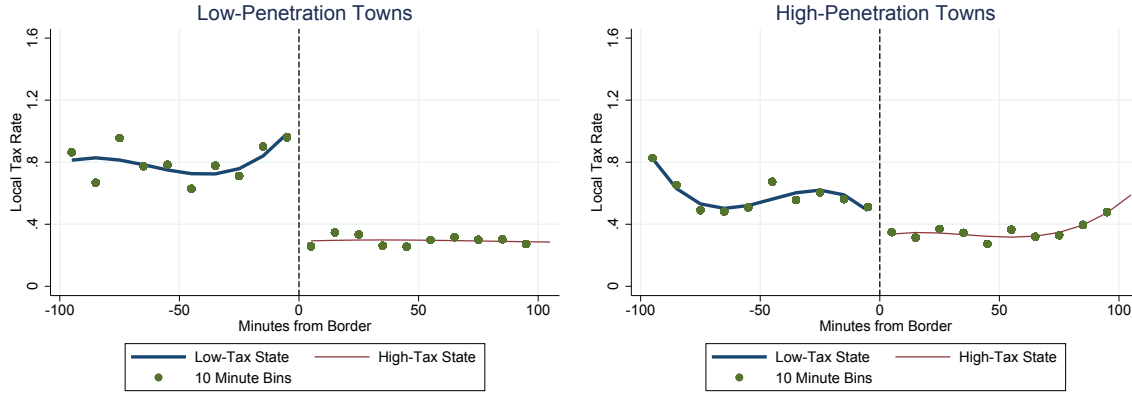 Low-Penetration Towns
Local Tax Rate
1.6
1.2
.8
.4
0
-100 -50 0 50 100
Minutes from Border
Low-Tax State High-Tax State
10 Minute Bins
High-Penetration Towns
Local Tax Rate
1.6
1.2
.8
.4
0
-100 -50 0 50 100
Minutes from Border
Low-Tax State High-Tax State
10 Minute Bins